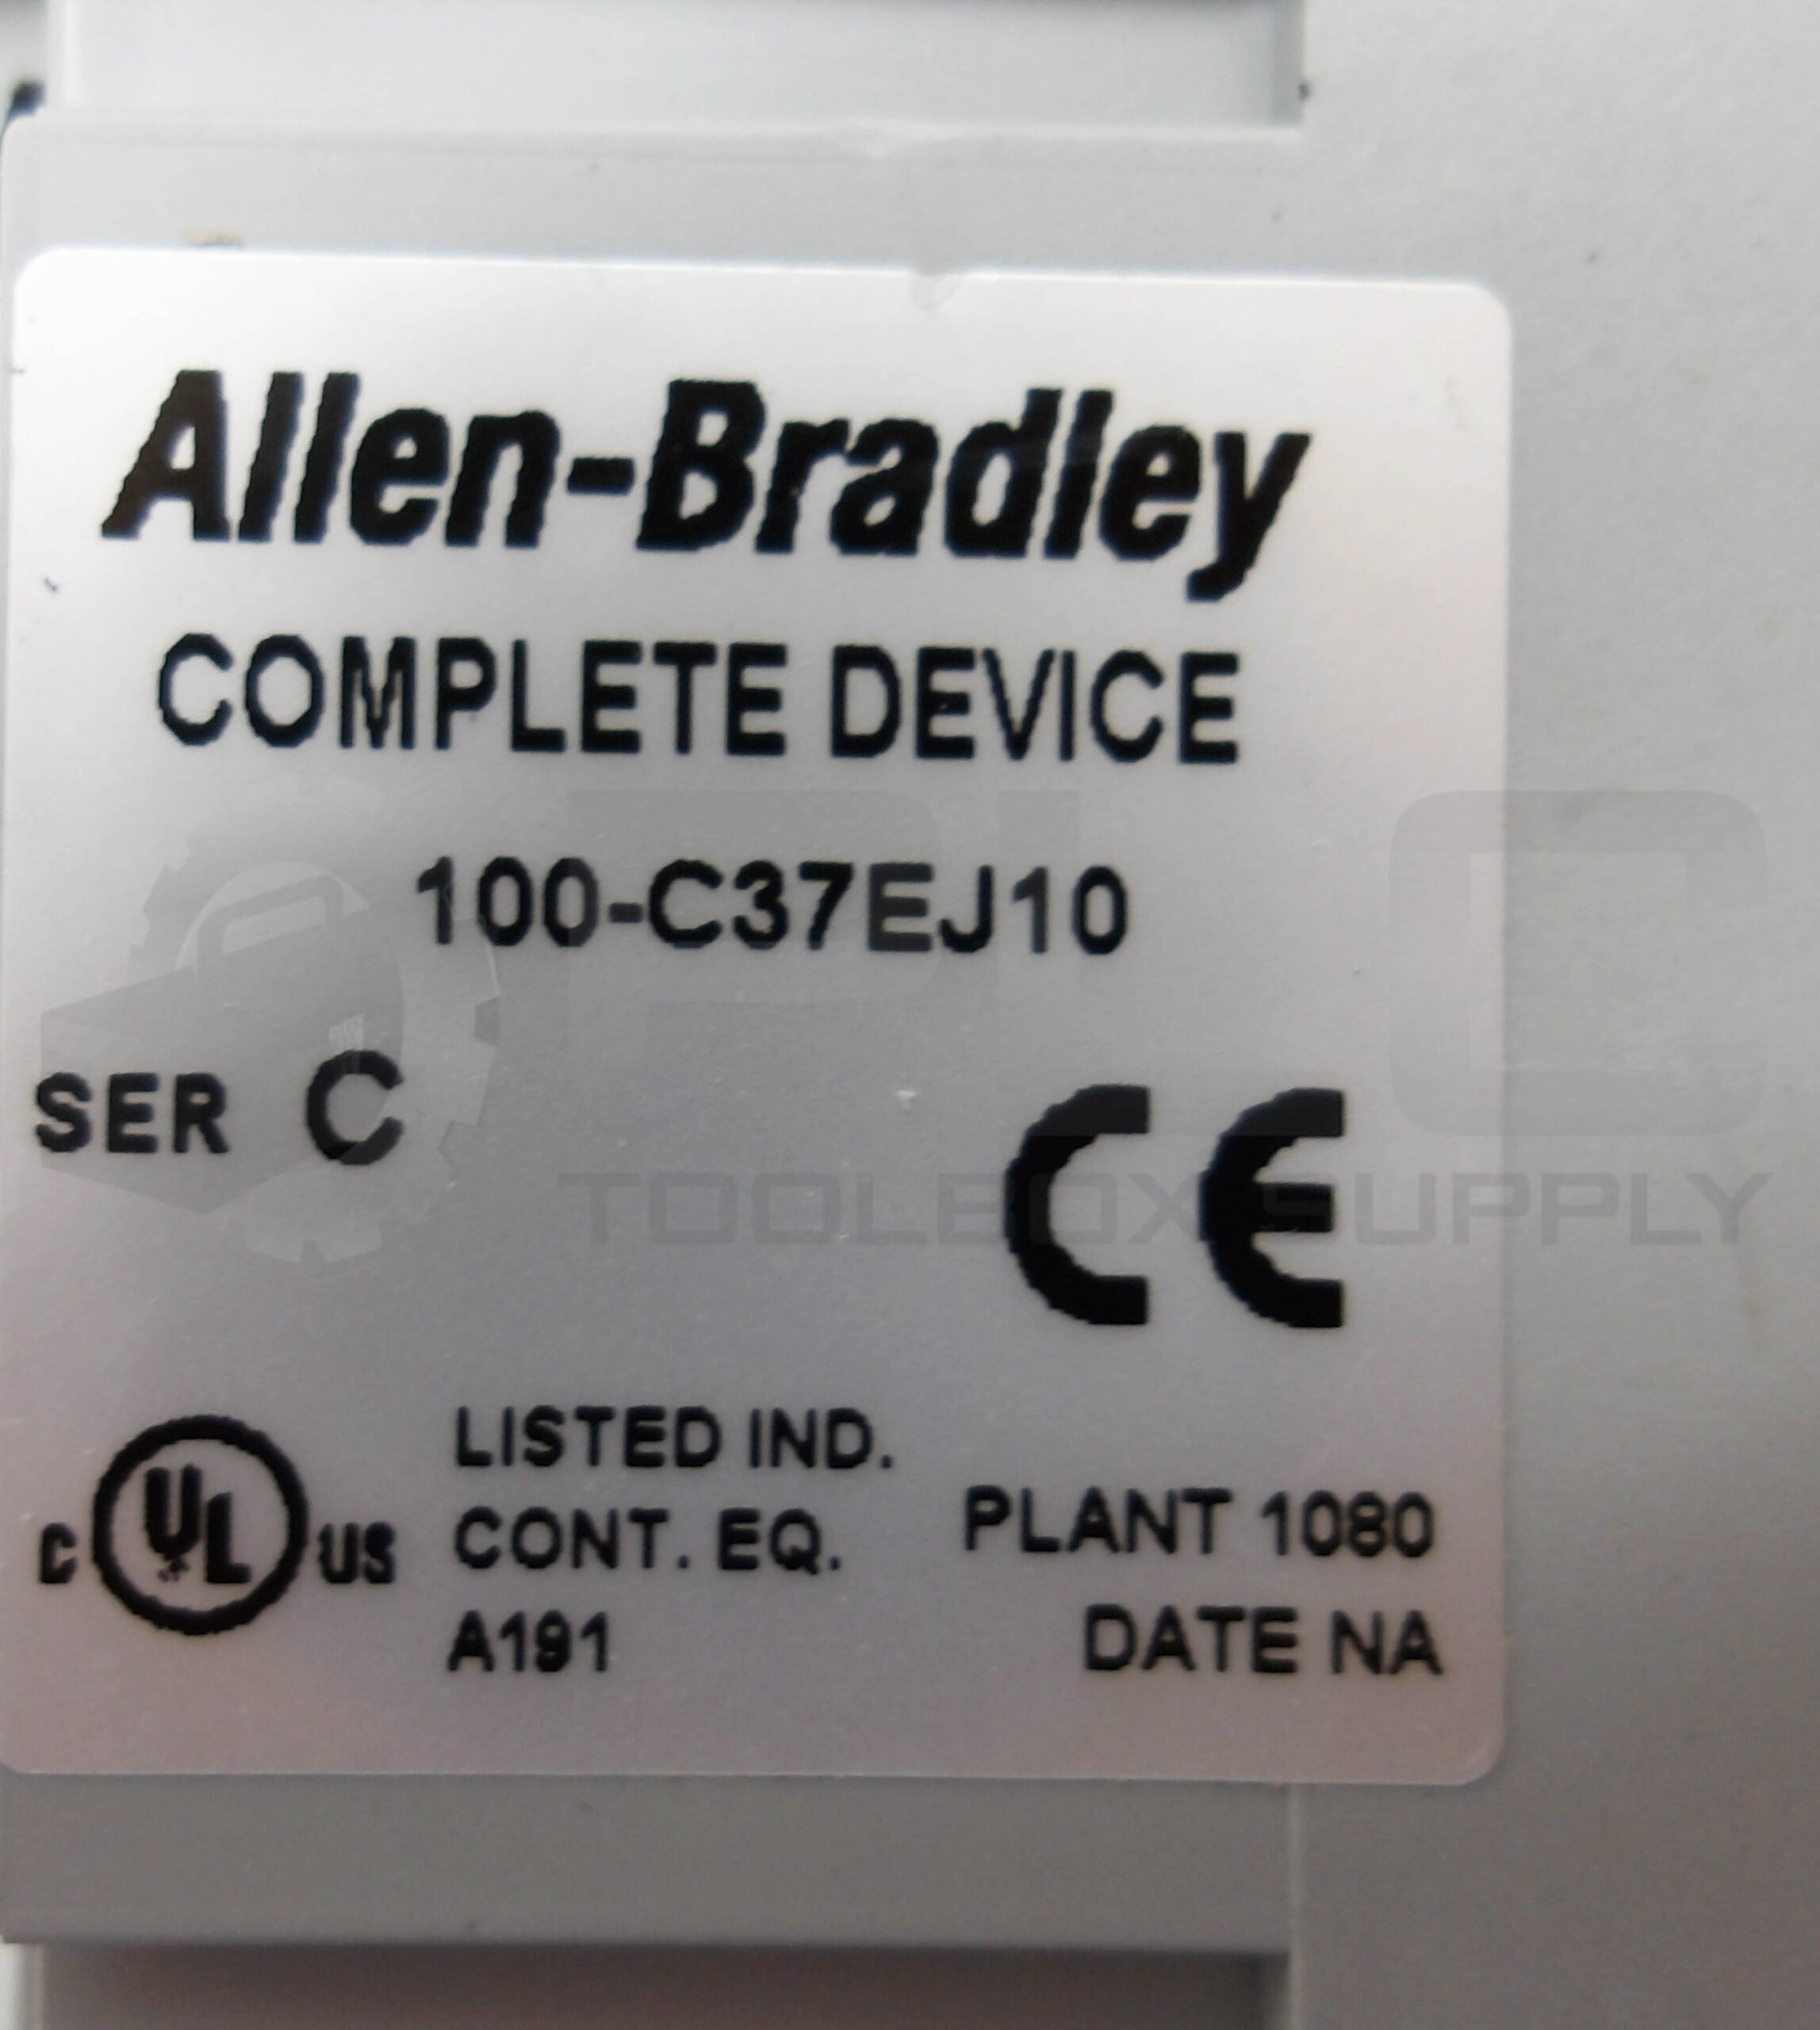 Allen-Bradley
COMPLETE DEVICE
100-C37EJ10
PLC
SER C
CE
TOOLBOX SUPPLY
C UL US
LISTED IND.
CONT. EQ.
A191
PLANT 1080
DATE NA